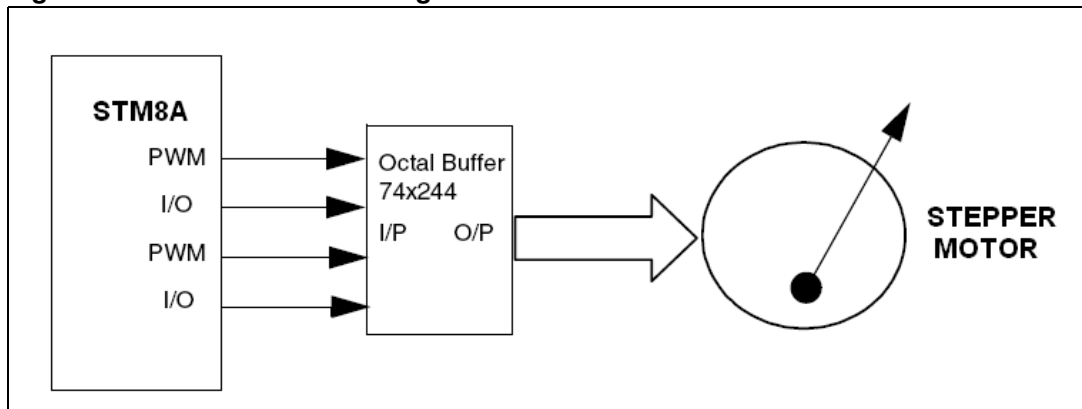 STM8A
PWM
I/O
PWM
I/O
Octal Buffer
74x244
I/P O/P
STEPPER
MOTOR